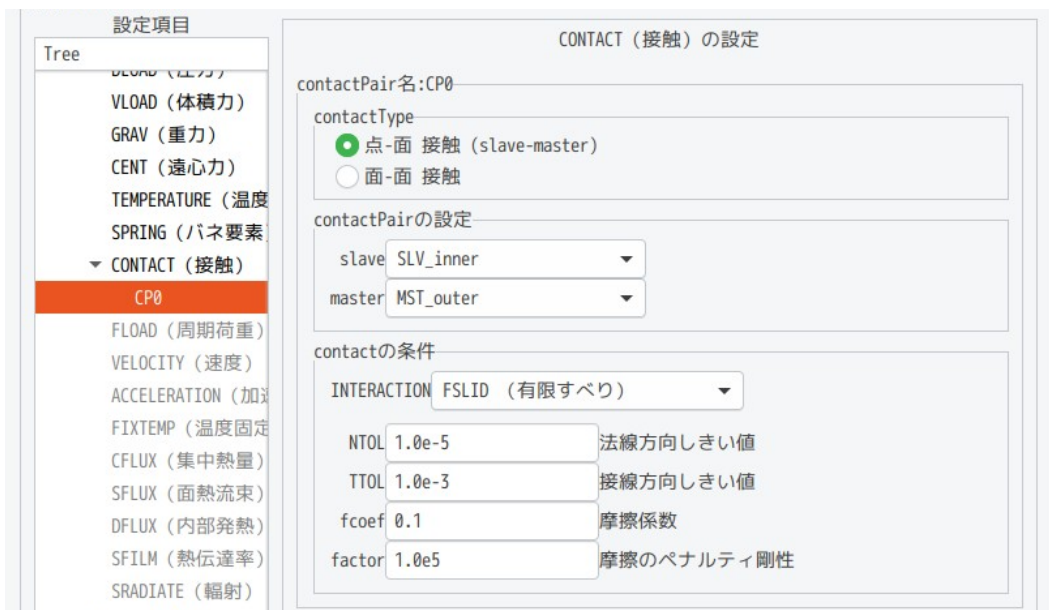 設定項目
Tree
VLOAD (体積力)
GRAV (重力)
CENT (遠心力)
TEMPERATURE (温度
SPRING (バネ要素
CONTACT (接触)
CP0
FLOAD (周期荷重)
VELOCITY (速度)
ACCELERATION (加速
FIXTEMP (温度固定
CFLUX (集中熱量)
SFLUX (面熱流束)
DFLUX (内部発熱)
SFILM (熱伝達率)
SRADIATE (輻射)
CONTACT (接触) の設定
contactPair名:CP0
contactType
点-面 接触 (slave-master)
面-面 接触
contactPairの設定
slave SLV_inner
master MST_outer
contactの条件
INTERACTION FSLID (有限すべり)
NTOL 1.0e-5 法線方向しきい値
TTOL 1.0e-3 接線方向しきい値
fcoef 0.1 摩擦係数
factor 1.0e5 摩擦のペナルティ剛性